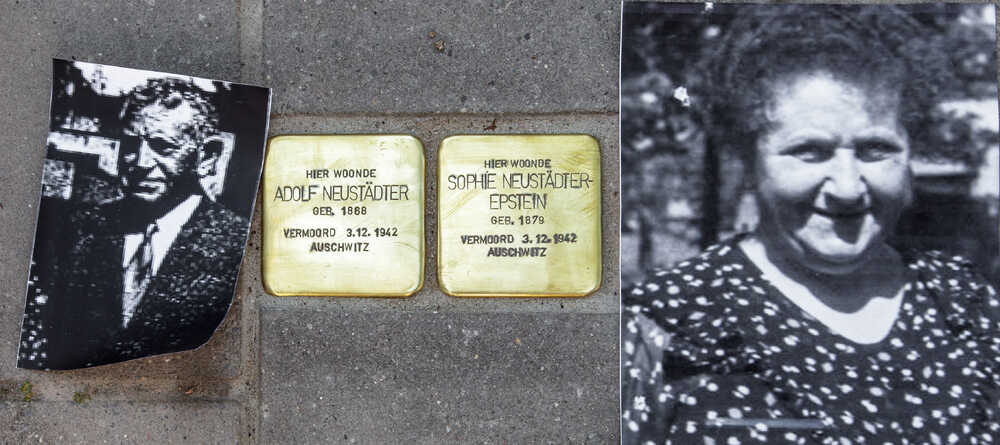 HIER WOONDE
ADOLF NEUSTÄDTER
GEB. 1868
VERMOORD 3.12.1942
AUSCHWITZ
HIER WOONDE
SOPHIE NEUSTÄDTER-
EPSTEIN
GEB. 1879
VERMOORD 3.12.1942
AUSCHWITZ